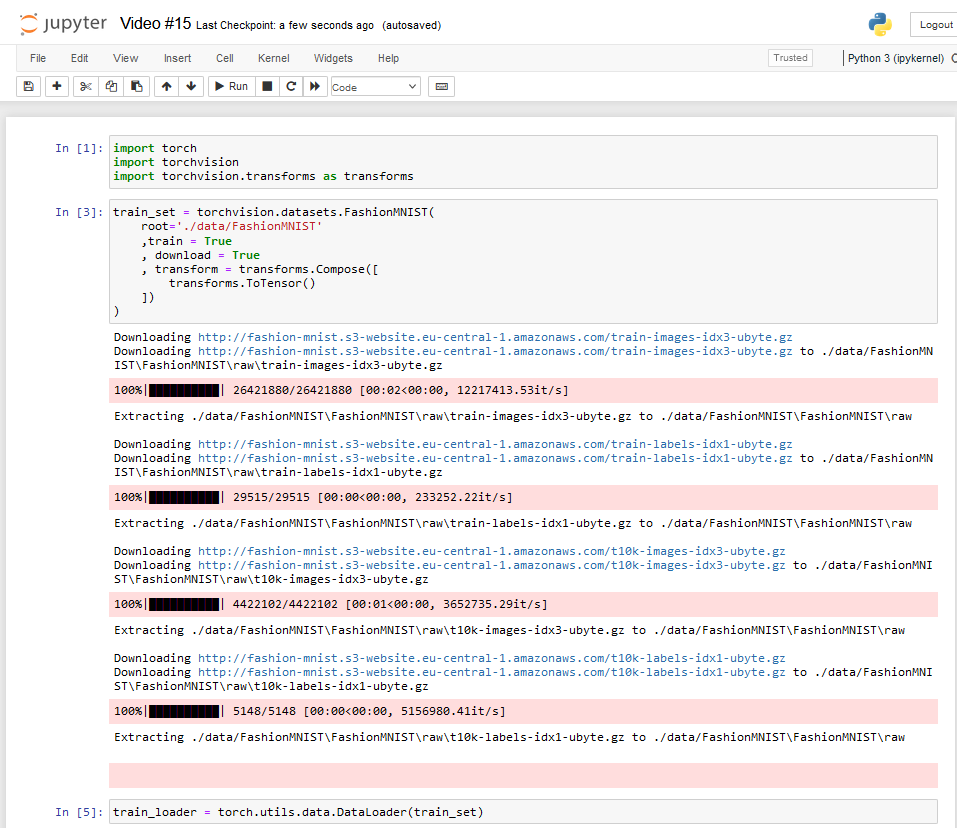 jupyter Video #15 Last Checkpoint: a few seconds ago (autosaved)
Logout
File Edit View Insert Cell Kernel Widgets Help
Trusted
Python 3 (ipykernel)
Run
Code
In [1]:
import torch
import torchvision
import torchvision.transforms as transforms
In [3]:
train_set = torchvision.datasets.FashionMNIST(
    root='./data/FashionMNIST'
    ,train = True
    , download = True
    , transform = transforms.Compose([
        transforms.ToTensor()
    ])
)
Downloading http://fashion-mnist.s3-website.eu-central-1.amazonaws.com/train-images-idx3-ubyte.gz
Downloading http://fashion-mnist.s3-website.eu-central-1.amazonaws.com/train-images-idx3-ubyte.gz to ./data/FashionMN
IST\FashionMNIST\raw\train-images-idx3-ubyte.gz
100%|██████████| 26421880/26421880 [00:02<00:00, 12217413.53it/s]
Extracting ./data/FashionMNIST\FashionMNIST\raw\train-images-idx3-ubyte.gz to ./data/FashionMNIST\FashionMNIST\raw
Downloading http://fashion-mnist.s3-website.eu-central-1.amazonaws.com/train-labels-idx1-ubyte.gz
Downloading http://fashion-mnist.s3-website.eu-central-1.amazonaws.com/train-labels-idx1-ubyte.gz to ./data/FashionMN
IST\FashionMNIST\raw\train-labels-idx1-ubyte.gz
100%|██████████| 29515/29515 [00:00<00:00, 233252.22it/s]
Extracting ./data/FashionMNIST\FashionMNIST\raw\train-labels-idx1-ubyte.gz to ./data/FashionMNIST\FashionMNIST\raw
Downloading http://fashion-mnist.s3-website.eu-central-1.amazonaws.com/t10k-images-idx3-ubyte.gz
Downloading http://fashion-mnist.s3-website.eu-central-1.amazonaws.com/t10k-images-idx3-ubyte.gz to ./data/FashionMNI
ST\FashionMNIST\raw\t10k-images-idx3-ubyte.gz
100%|██████████| 4422102/4422102 [00:01<00:00, 3652735.29it/s]
Extracting ./data/FashionMNIST\FashionMNIST\raw\t10k-images-idx3-ubyte.gz to ./data/FashionMNIST\FashionMNIST\raw
Downloading http://fashion-mnist.s3-website.eu-central-1.amazonaws.com/t10k-labels-idx1-ubyte.gz
Downloading http://fashion-mnist.s3-website.eu-central-1.amazonaws.com/t10k-labels-idx1-ubyte.gz to ./data/FashionMNI
ST\FashionMNIST\raw\t10k-labels-idx1-ubyte.gz
100%|██████████| 5148/5148 [00:00<00:00, 5156980.41it/s]
Extracting ./data/FashionMNIST\FashionMNIST\raw\t10k-labels-idx1-ubyte.gz to ./data/FashionMNIST\FashionMNIST\raw
In [5]:
train_loader = torch.utils.data.DataLoader(train_set)